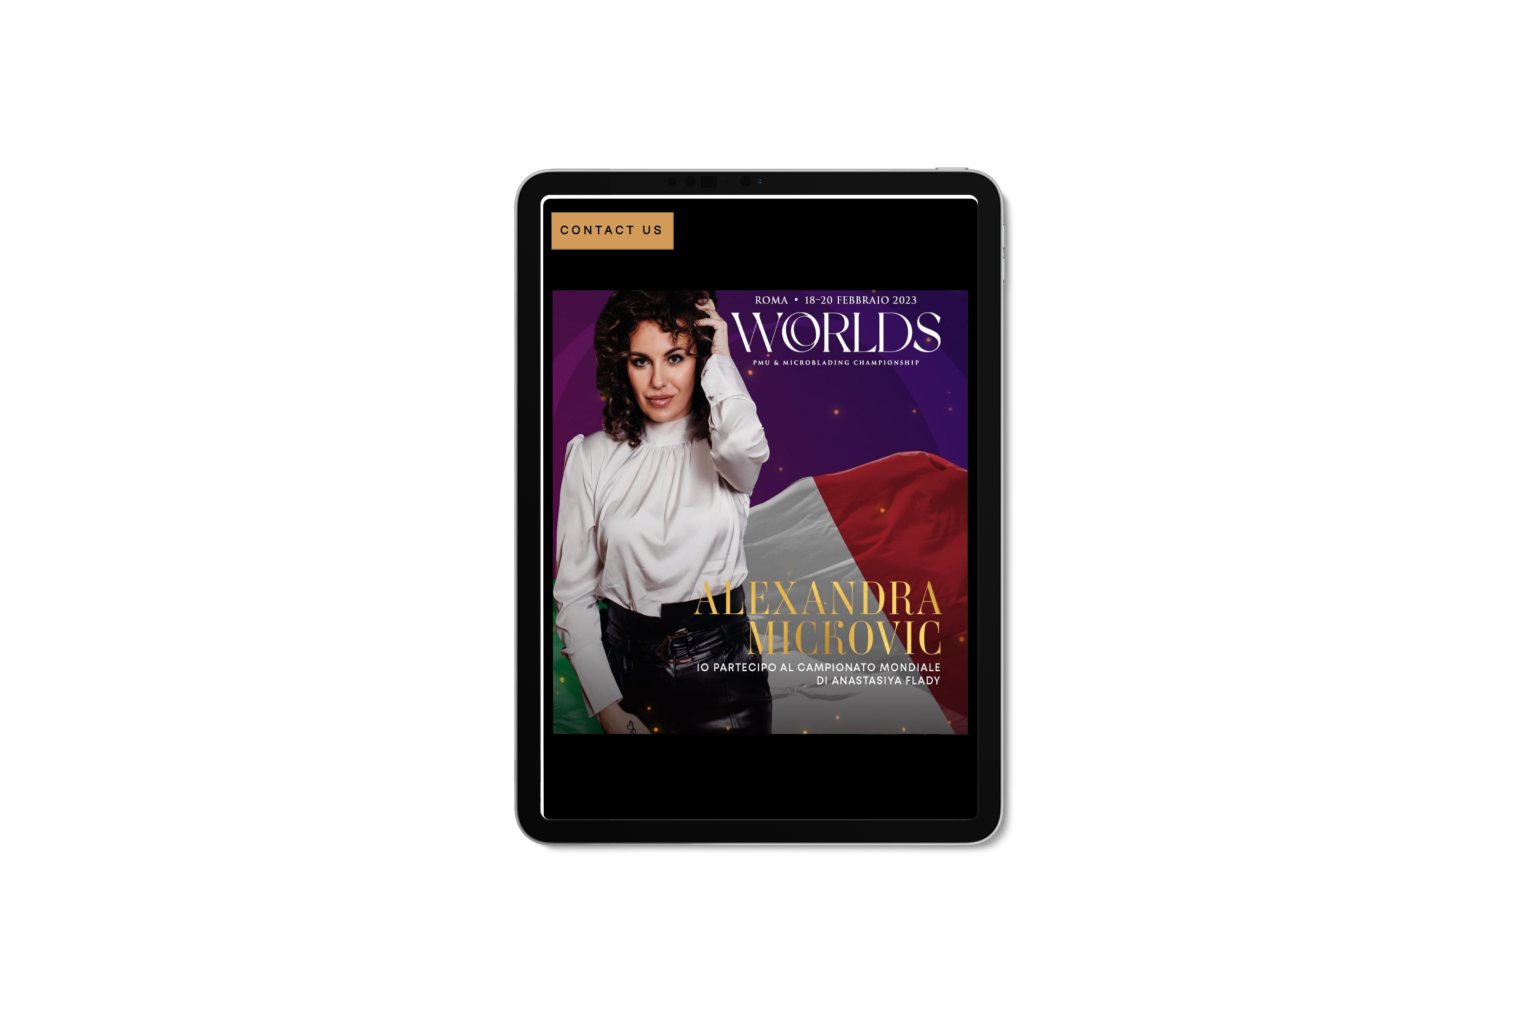 CONTACT US
ROMA • 18-20 FEBBRAIO 2023
WORLDS
PMU & MICROBLADING CHAMPIONSHIP
ALEXANDRA
MICKOVIC
IO PARTECIPO AL CAMPIONATO MONDIALE
DI ANASTASIYA FLADY